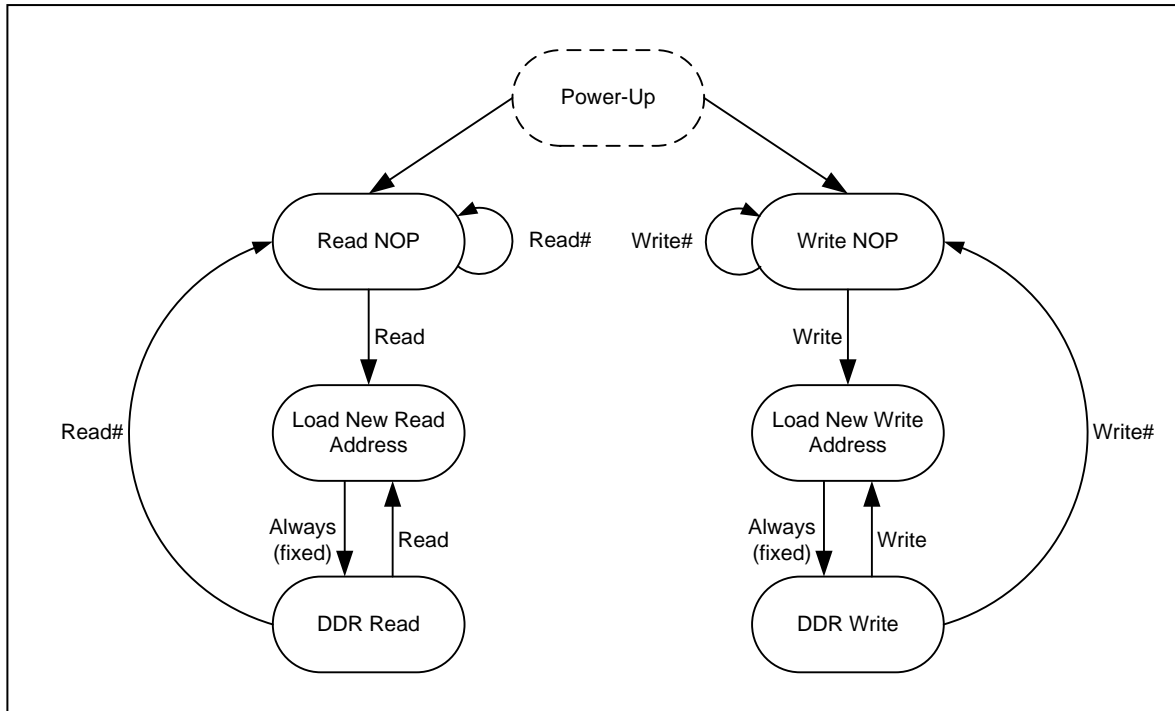 Power-Up
Read NOP
Read#
Write#
Write NOP
Read
Write
Load New Read
Address
Load New Write
Address
Read#
Write#
Always
(fixed)
Read
Always
(fixed)
Write
DDR Read
DDR Write